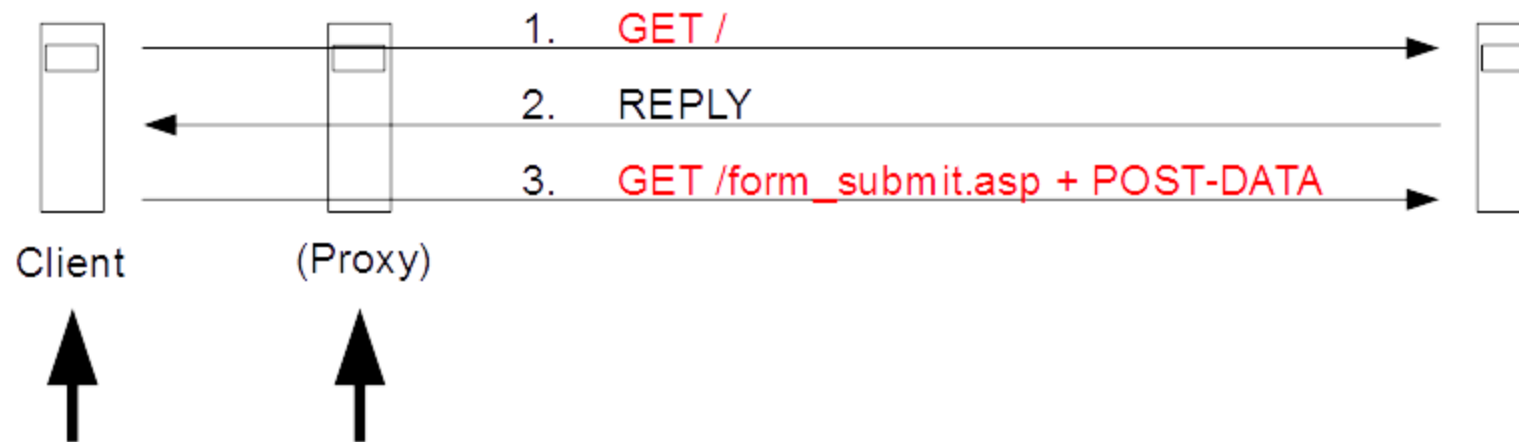 1. GET /
2. REPLY
3. GET /form_submit.asp + POST-DATA
Client (Proxy)